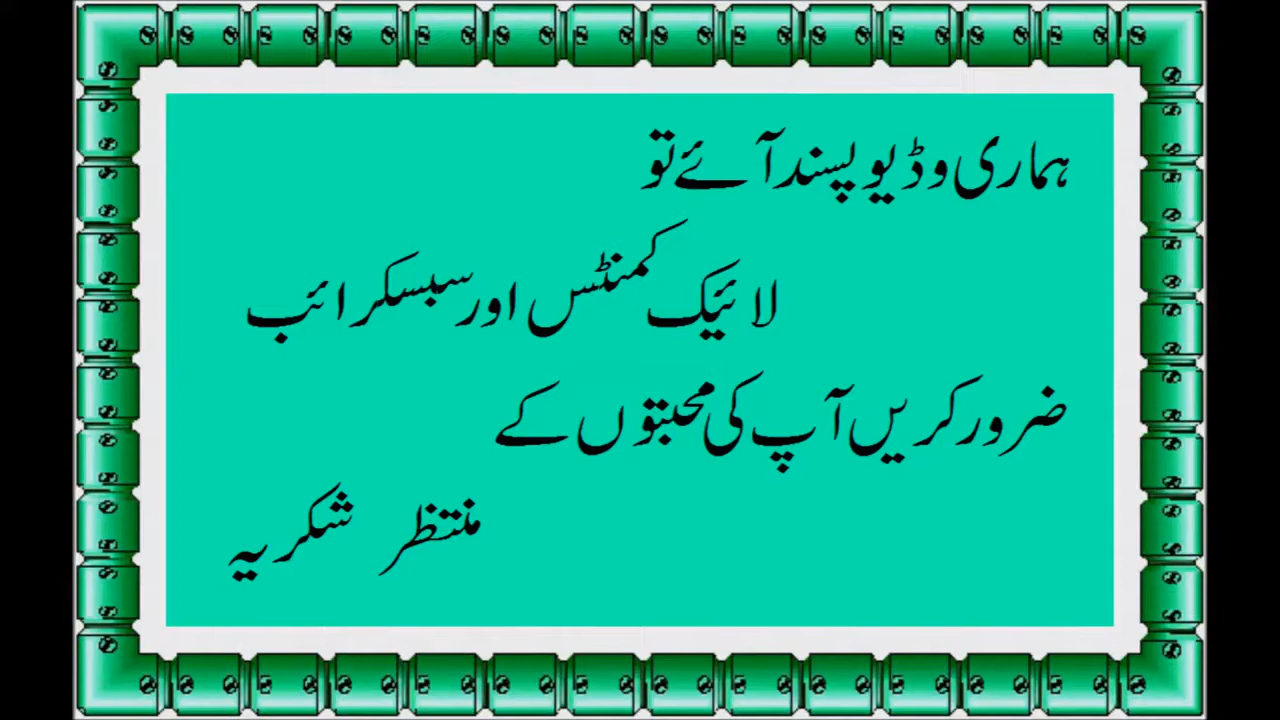 ہماری وڈیو پسند آئے تو
لائیک کمنٹس اور سبسکرائب
ضرور کریں آپ کی محبتوں کے
منتظر شکریہ